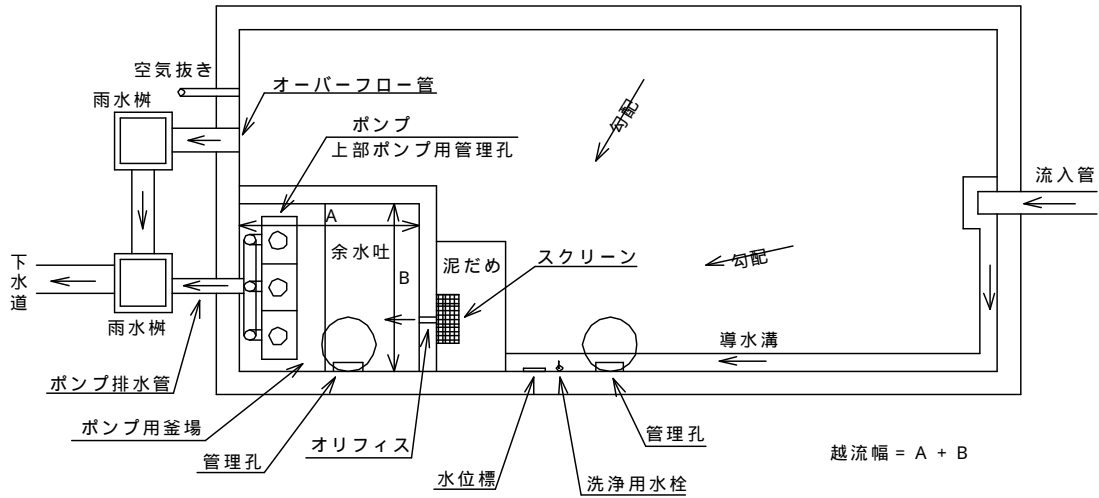 空気抜き
雨水桝
オーバーフロー管
ポンプ
上部ポンプ用管理孔
勾配
流入管
A
余水吐
B
泥だめ
スクリーン
勾配
下水道
雨水桝
導水溝
ポンプ排水管
ポンプ用釜場
管理孔
オリフィス
水位標
洗浄用水栓
管理孔
越流幅 = A + B